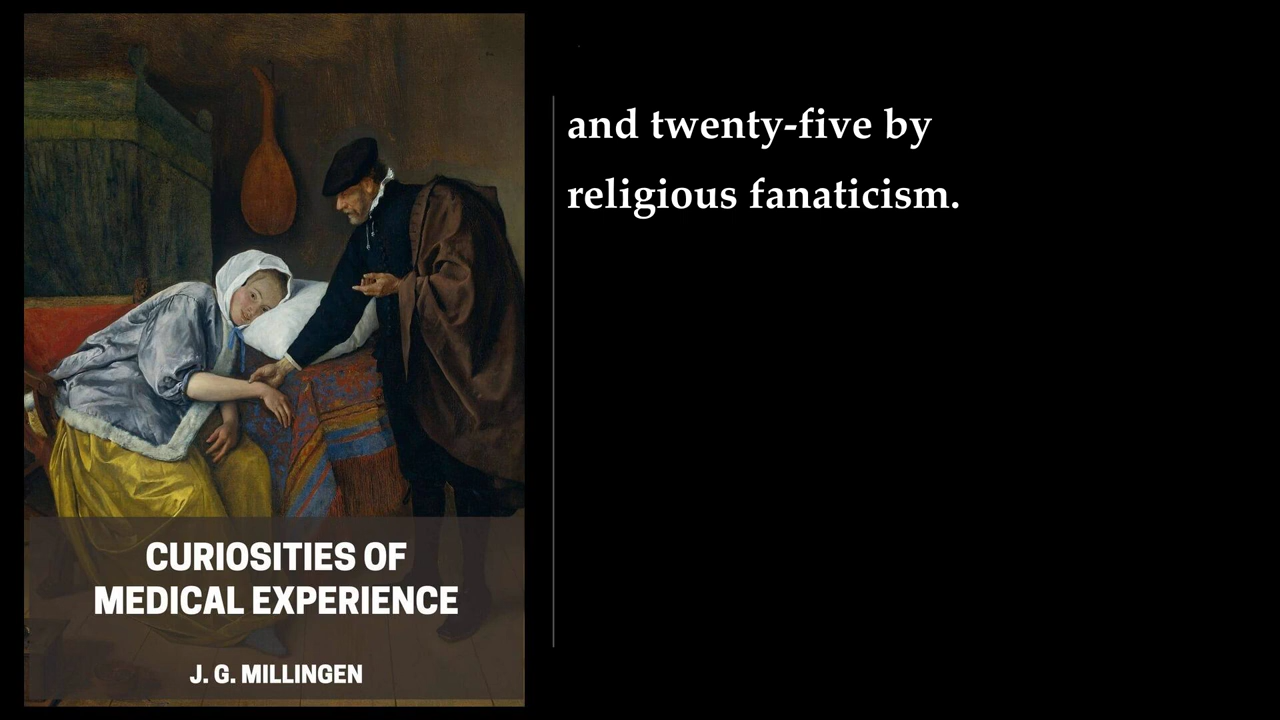 and twenty-five by
religious fanaticism.
CURIOSITIES OF
MEDICAL EXPERIENCE
J. G. MILLINGEN